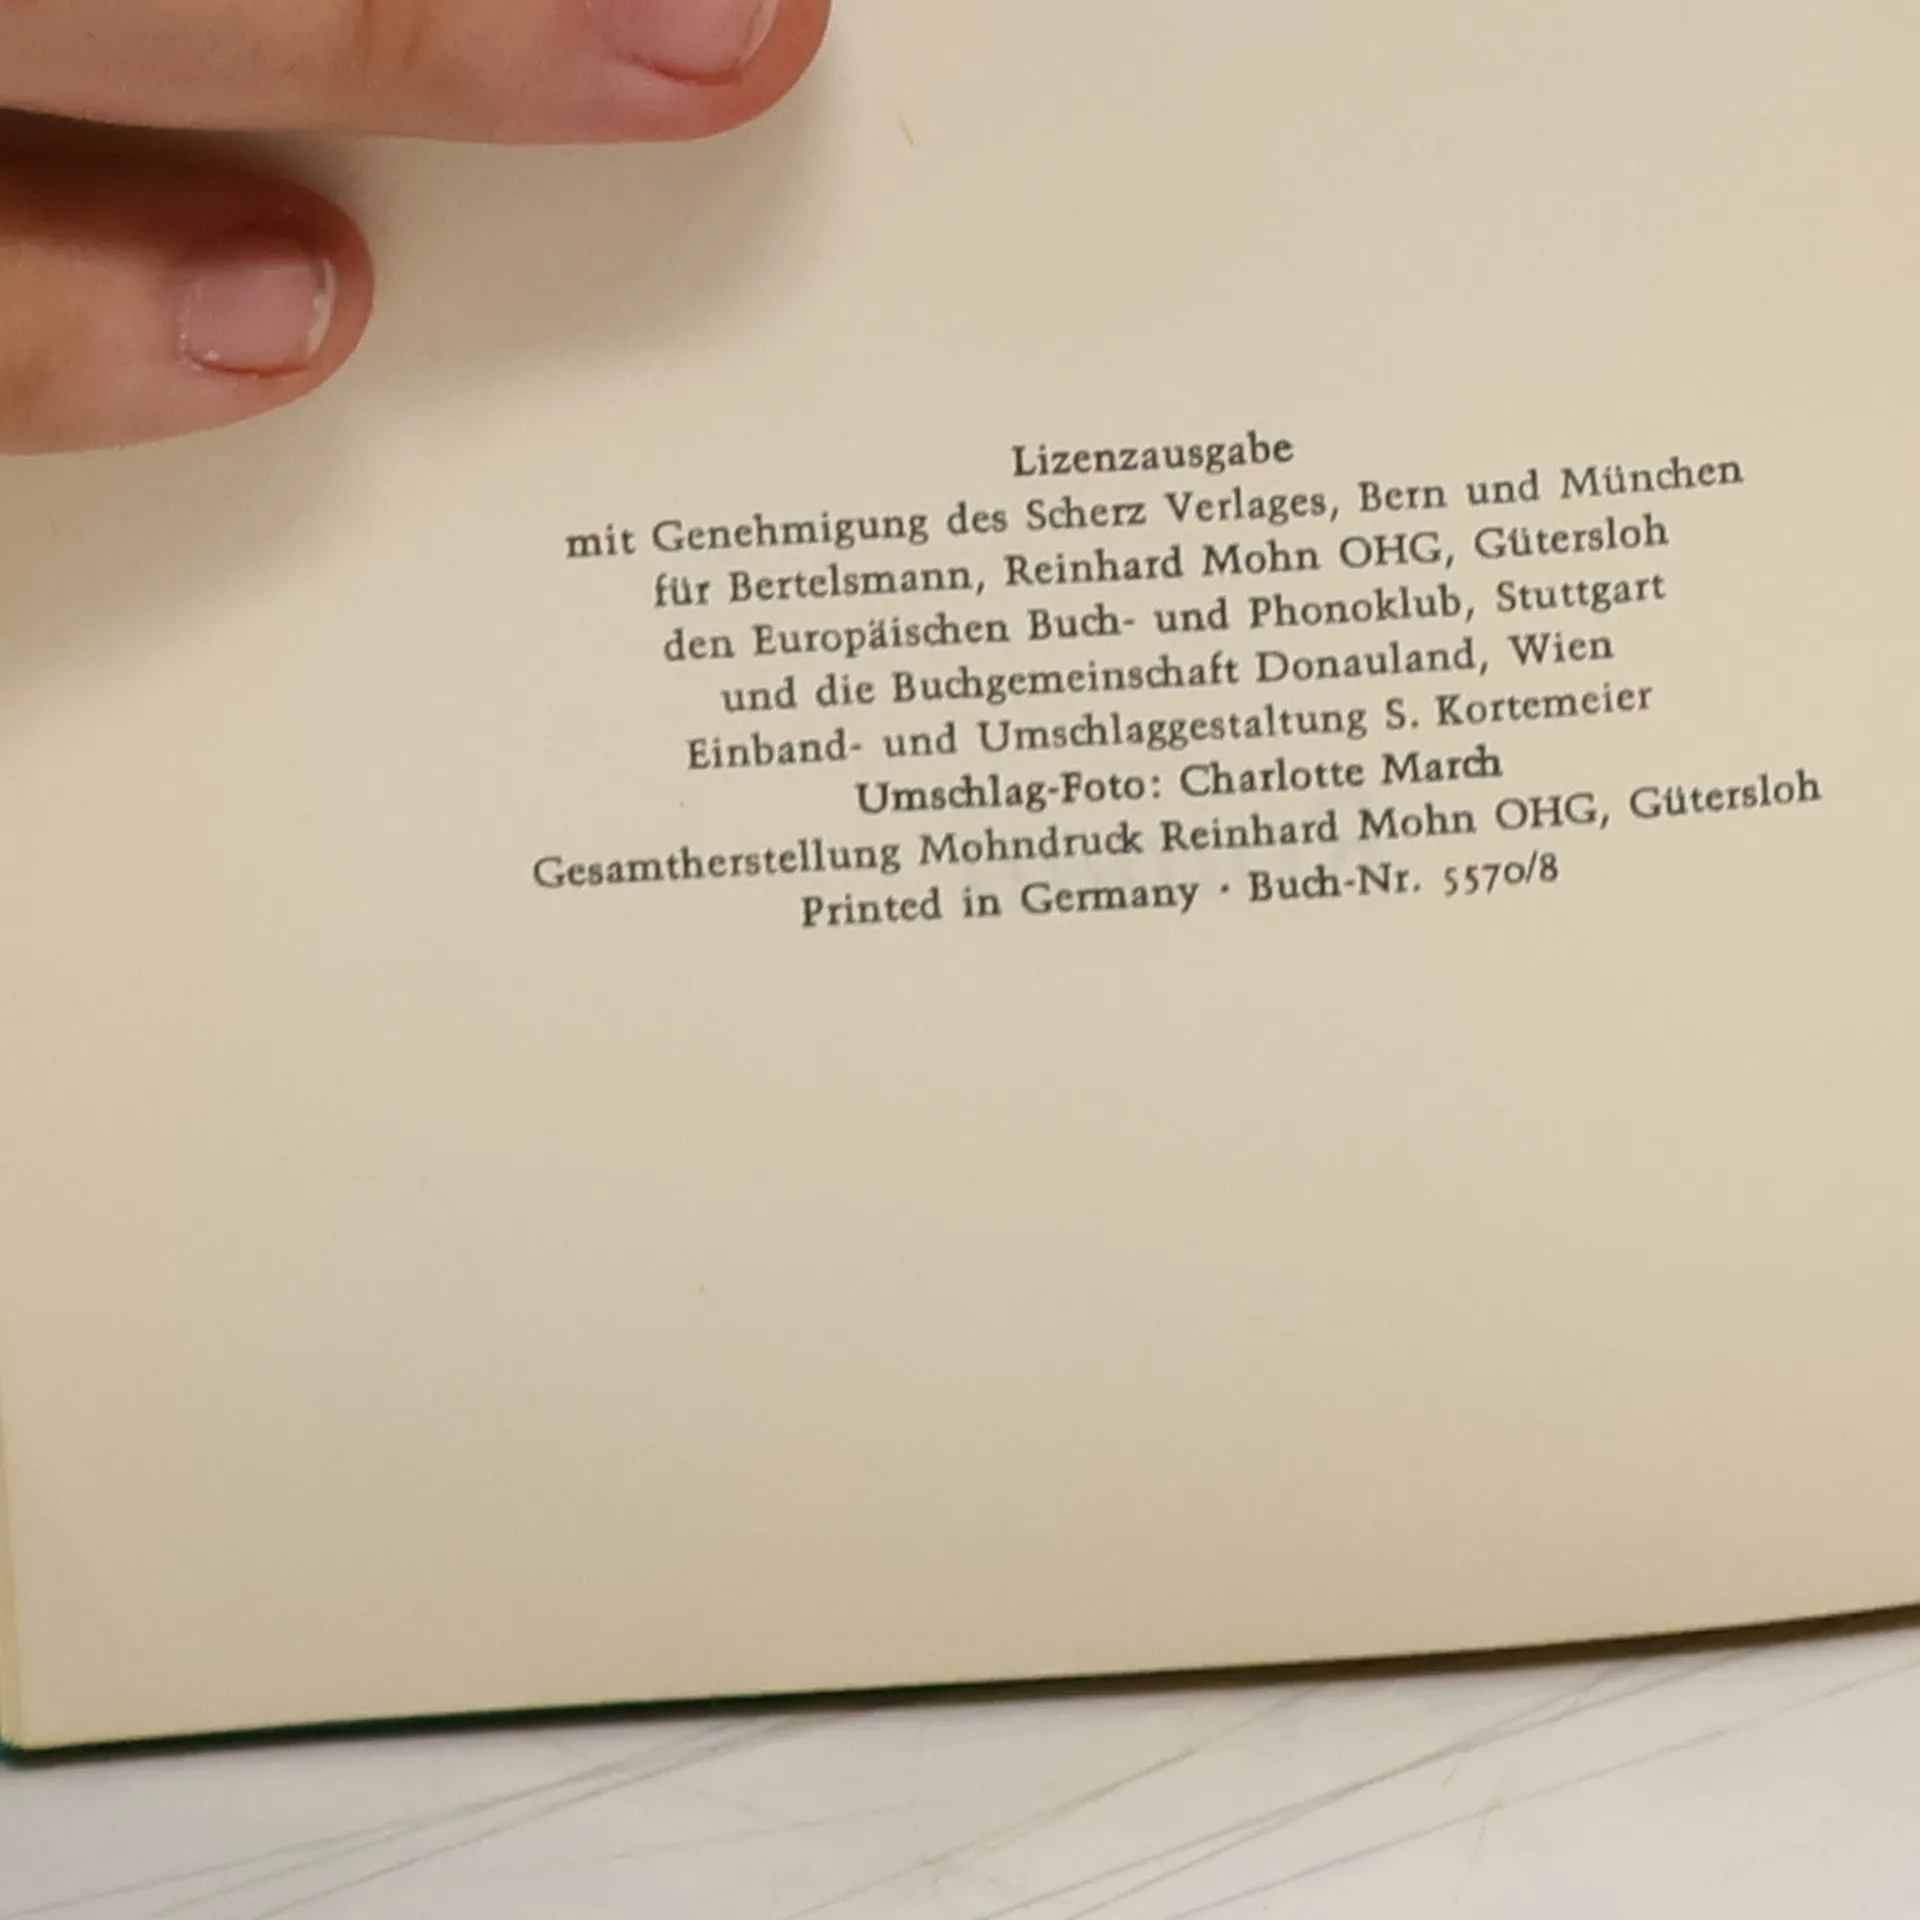 Lizenzausgabe
mit Genehmigung des Scherz Verlages, Bern und München
für Bertelsmann, Reinhard Mohn OHG, Gütersloh
den Europäischen Buch- und Phonoklub, Stuttgart
und die Buchgemeinschaft Donauland, Wien
Einband- und Umschlaggestaltung S. Kortemeier
Umschlag-Foto: Charlotte March
Gesamtherstellung Mohndruck Reinhard Mohn OHG, Gütersloh
Printed in Germany · Buch-Nr. 5570/8